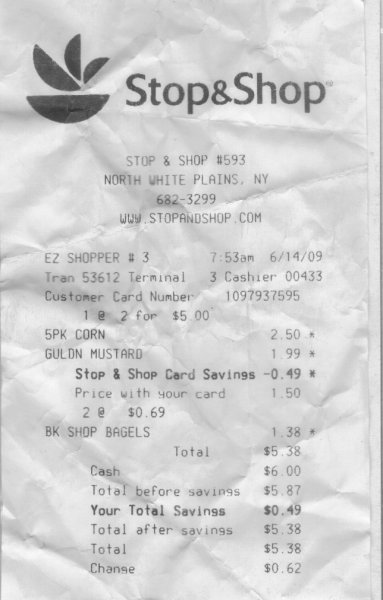 Stop&Shop
STOP & SHOP #593
NORTH WHITE PLAINS, NY
682-3299
WWW.STOPANDSHOP.COM
EZ SHOPPER # 3 7:53am 6/14/09
Tran 53612 Terminal 3 Cashier 00433
Customer Card Number 1097937595
1 @ 2 for $5.00
5PK CORN 2.50 *
GULDN MUSTARD 1.99 *
Stop & Shop Card Savings -0.49 *
Price with your card 1.50
2 @ $0.69
BK SHOP BAGELS 1.38 *
Total $5.38
Cash $6.00
Total before savings $5.87
Your Total Savings $0.49
Total after savings $5.38
Total $5.38
Change $0.62